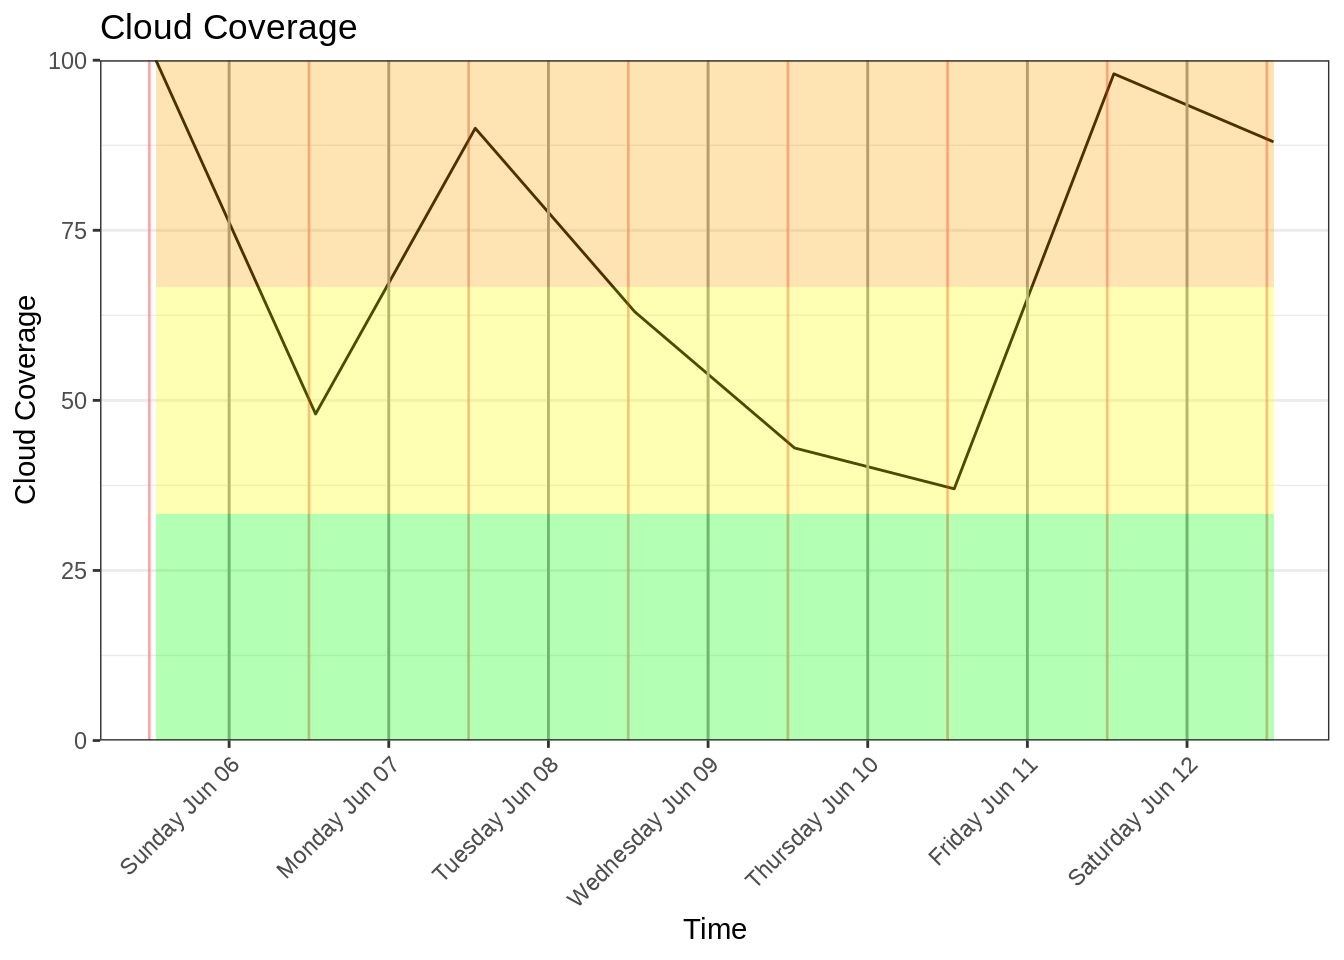 Cloud Coverage
100
75
50
25
0
Cloud Coverage
Sunday Jun 06
Monday Jun 07
Tuesday Jun 08
Wednesday Jun 09
Thursday Jun 10
Friday Jun 11
Saturday Jun 12
Time